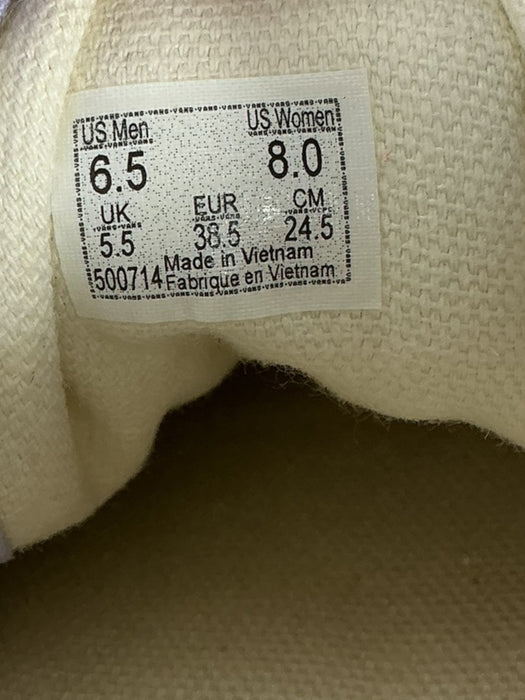 US Men US Women
6.5 8.0
UK EUR CM
5.5 38.5 24.5
500714 Made in Vietnam
Fabrique en Vietnam